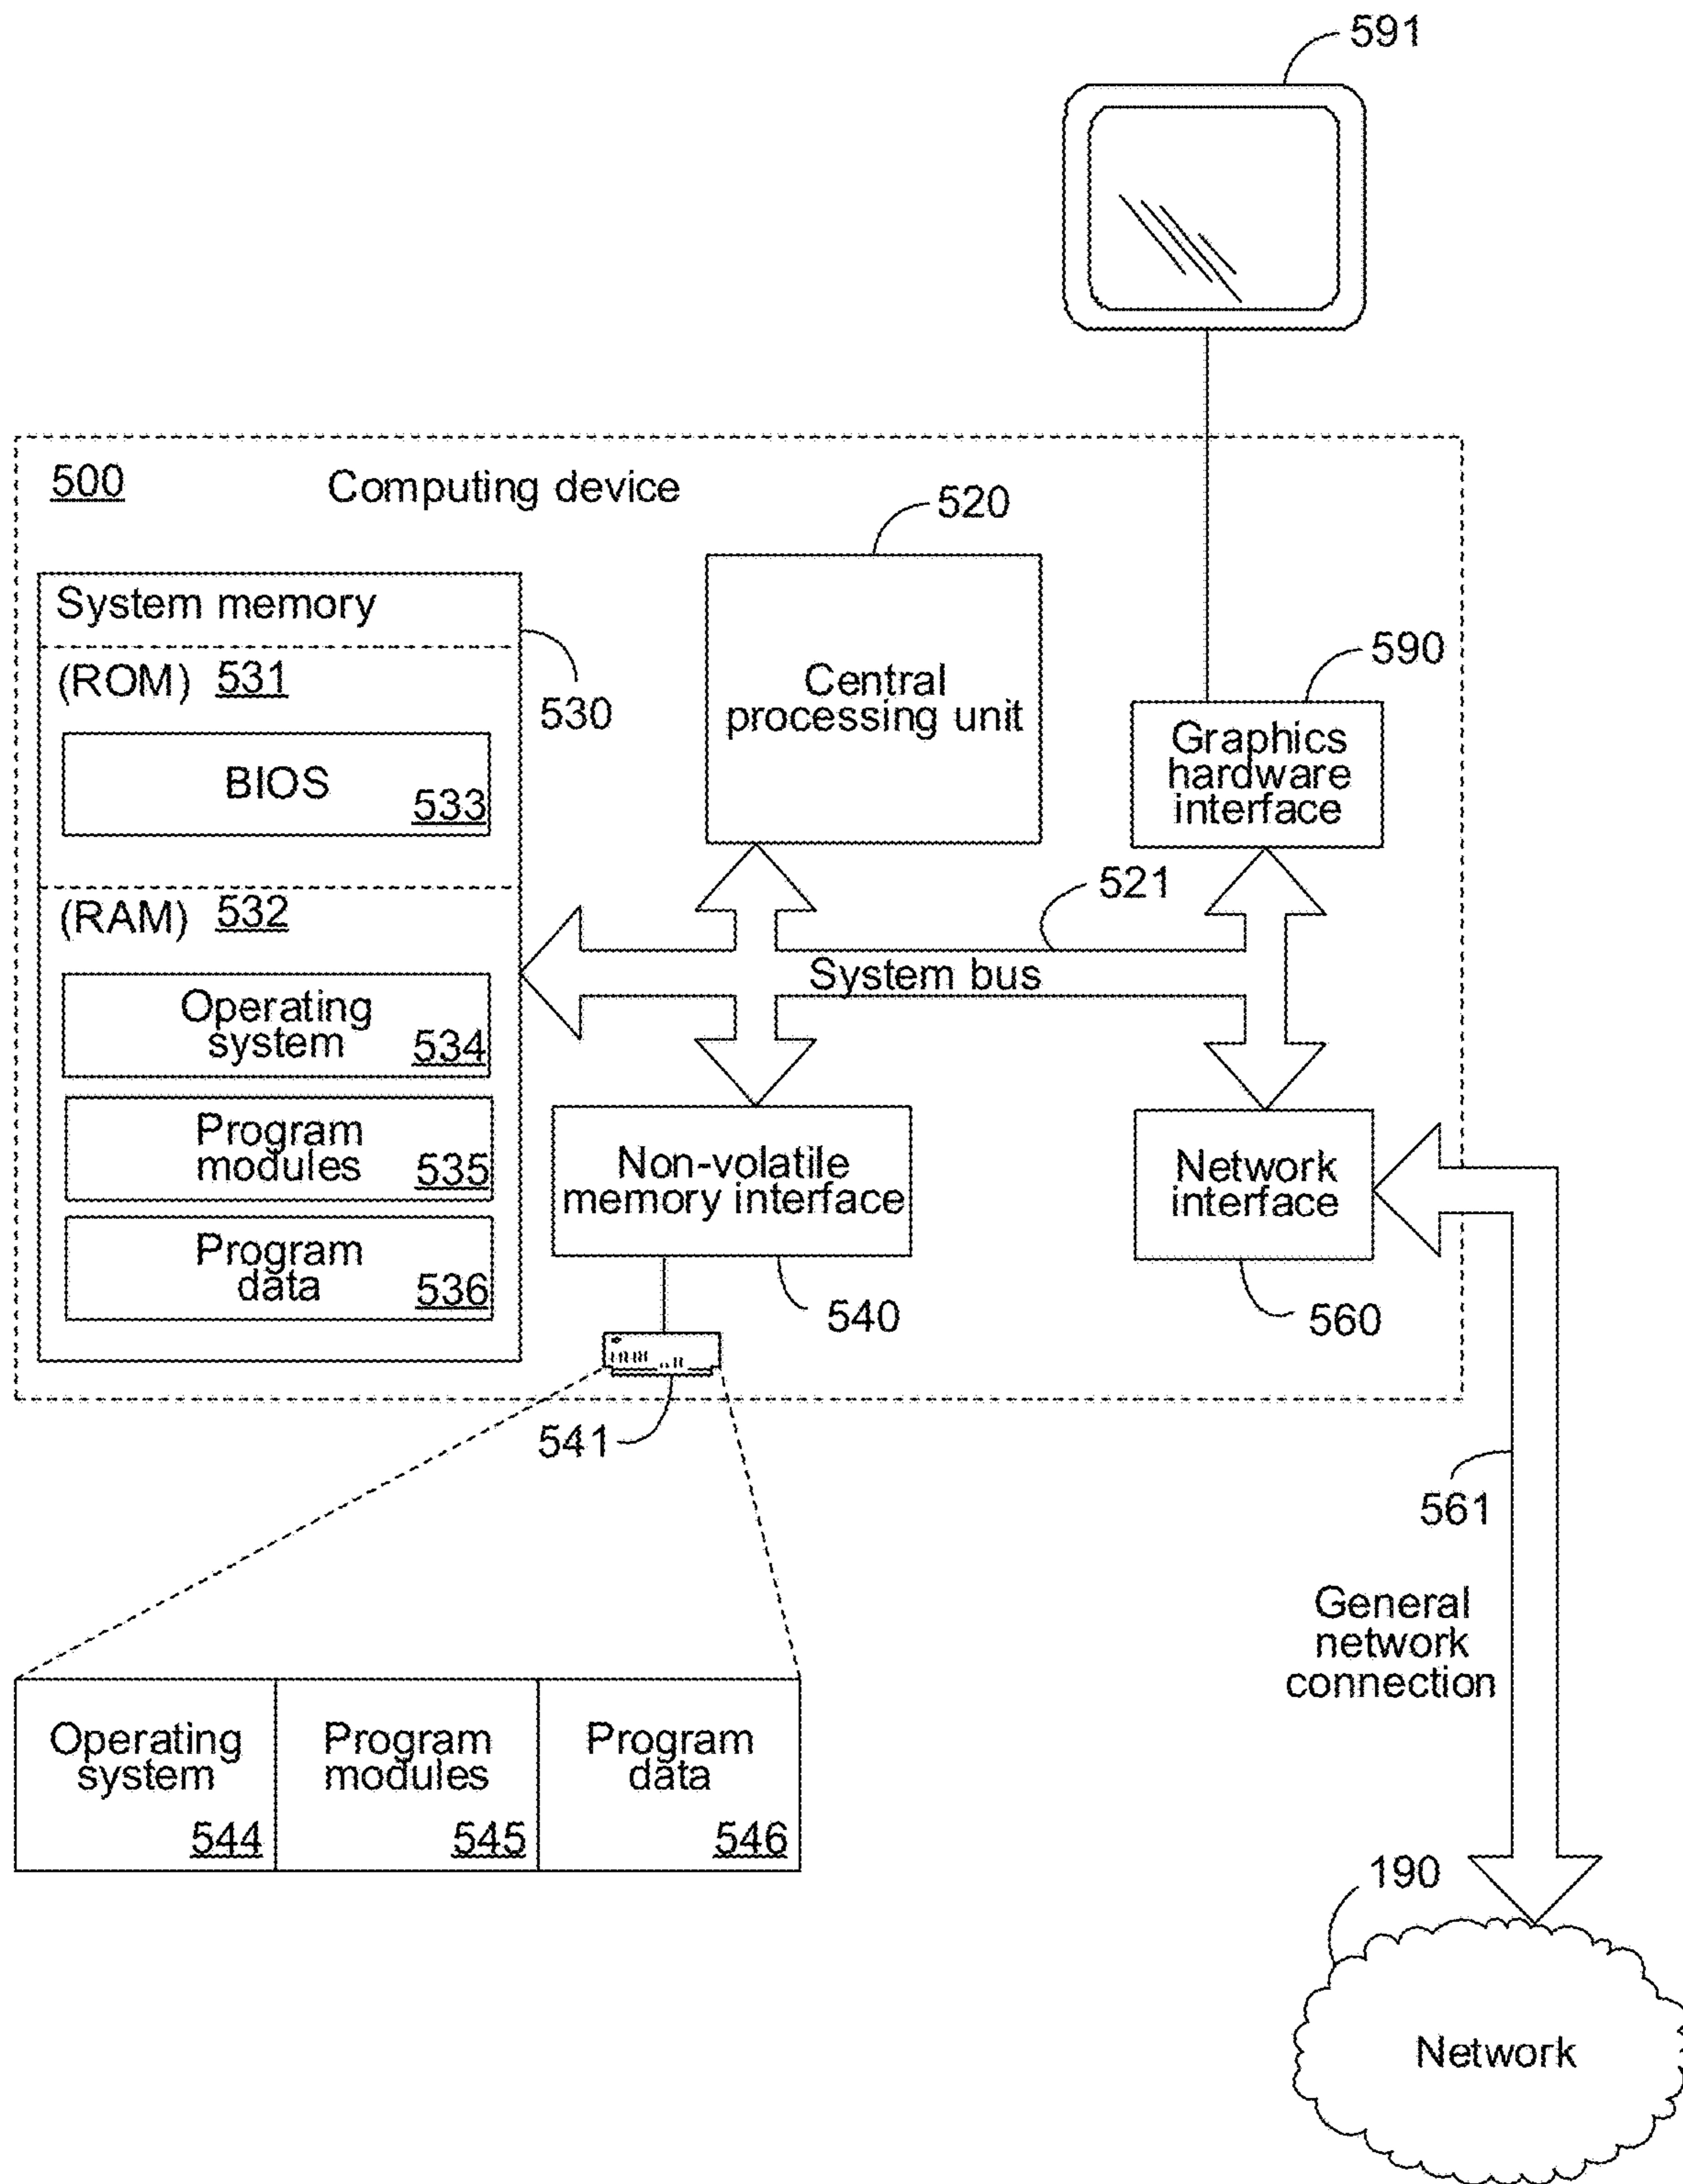 591
500
Computing device
520
System memory
(ROM) 531
530
BIOS
533
Central
processing unit
590
Graphics
hardware
interface
521
(RAM) 532
System bus
Operating
system
534
Program
modules
535
Program
data
536
Non-volatile
memory interface
540
541
Network
interface
560
561
General
network
connection
Operating
system
544
Program
modules
545
Program
data
546
190
Network